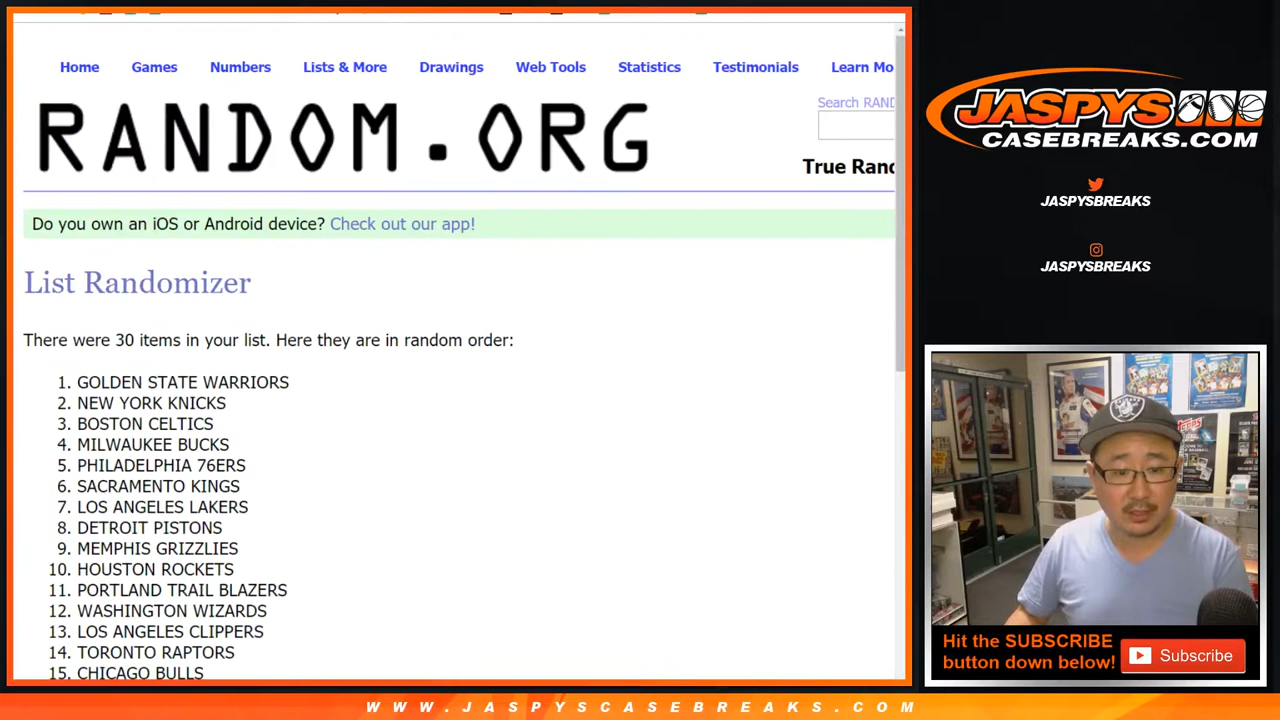 Home Games Numbers Lists & More Drawings Web Tools Statistics Testimonials Learn Mo
Search RAND
RANDOM.ORG
True Rand
Do you own an iOS or Android device? Check out our app!
List Randomizer
There were 30 items in your list. Here they are in random order:
1. GOLDEN STATE WARRIORS
2. NEW YORK KNICKS
3. BOSTON CELTICS
4. MILWAUKEE BUCKS
5. PHILADELPHIA 76ERS
6. SACRAMENTO KINGS
7. LOS ANGELES LAKERS
8. DETROIT PISTONS
9. MEMPHIS GRIZZLIES
10. HOUSTON ROCKETS
11. PORTLAND TRAIL BLAZERS
12. WASHINGTON WIZARDS
13. LOS ANGELES CLIPPERS
14. TORONTO RAPTORS
15. CHICAGO BULLS
JASPYS
CASEBREAKS.COM
JASPYSBREAKS
JASPYSBREAKS
Topps
Hit the SUBSCRIBE
button down below!
Subscribe
WWW.JASPYSCASEBREAKS.COM